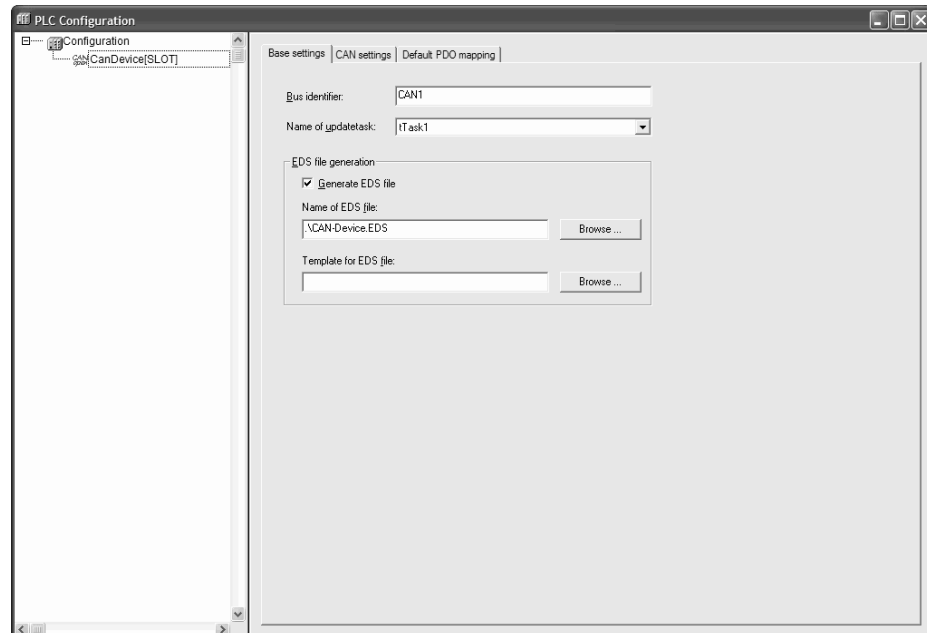 PLC Configuration
Configuration
CanDevice[SLOT]
Base settings
CAN settings
Default PDO mapping
Bus identifier:
CAN1
Name of updatetask:
tTask1
EDS file generation
Generate EDS file
Name of EDS file:
.\CAN-Device.EDS
Browse ...
Template for EDS file:
Browse ...